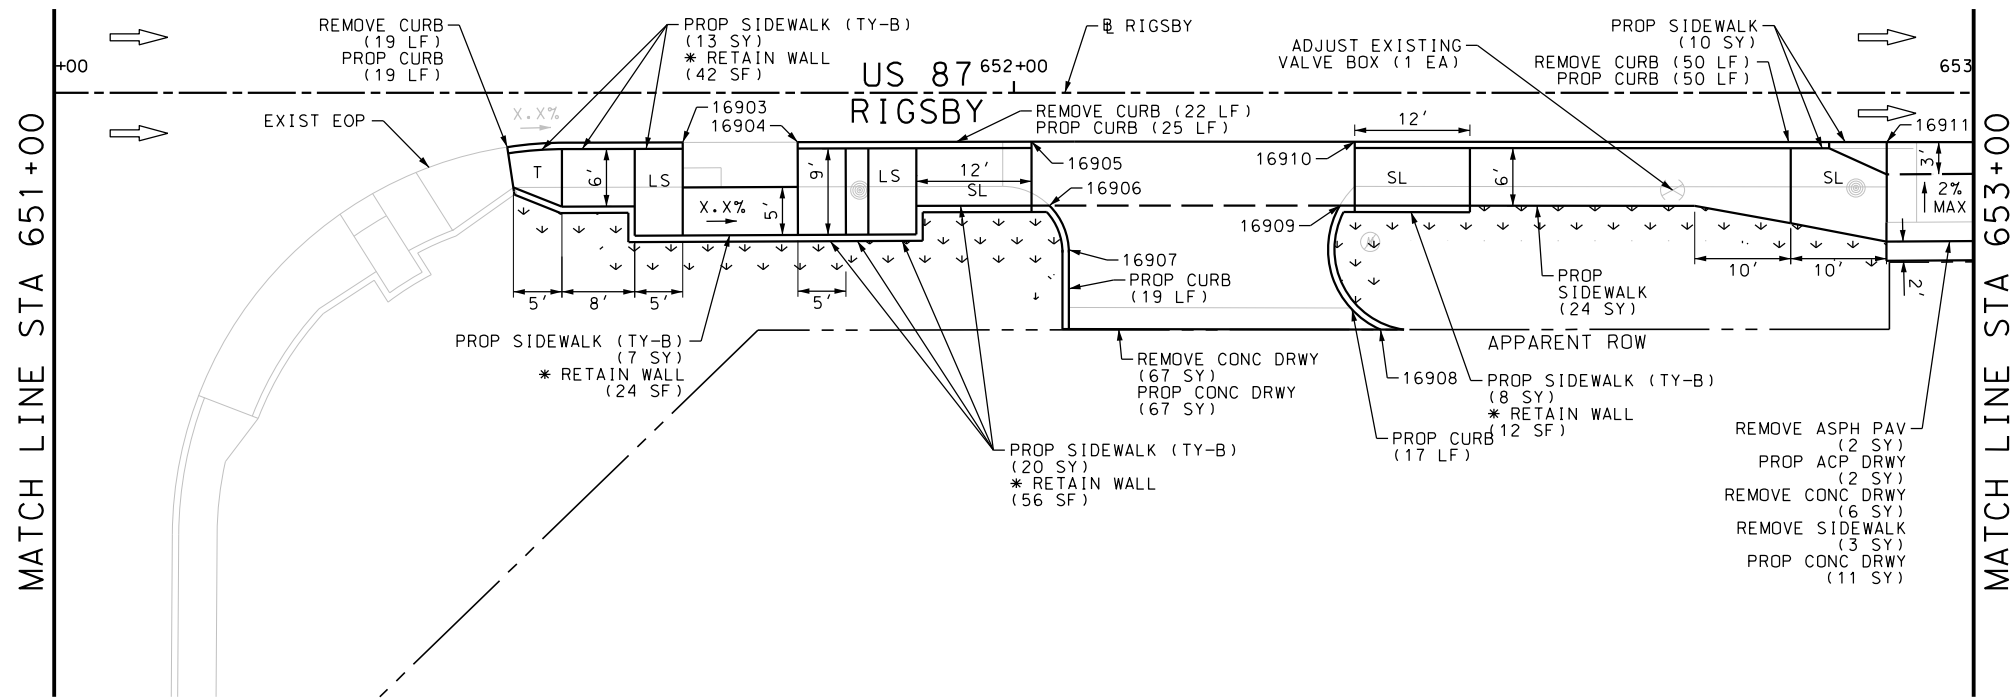 MATCH LINE STA 651+00
+00
REMOVE CURB
(19 LF)
PROP CURB
(19 LF)
PROP SIDEWALK (TY-B)
(13 SY)
* RETAIN WALL
(42 SF)
EXIST EOP
X.X%
16903
16904
US 87
RIGSBY
652+00
℄ RIGSBY
REMOVE CURB (22 LF)
PROP CURB (25 LF)
ADJUST EXISTING
VALVE BOX (1 EA)
PROP SIDEWALK
(10 SY)
REMOVE CURB (50 LF)
PROP CURB (50 LF)
653
16911
12'
16910
16905
16906
16909
T
6'
LS
X.X%
5'
9'
LS
12'
SL
SL
6'
SL
3'
2%
MAX
5'
8'
5'
5'
16907
PROP CURB
(19 LF)
PROP
SIDEWALK
(24 SY)
10'
10'
2'
PROP SIDEWALK (TY-B)
(7 SY)
* RETAIN WALL
(24 SF)
REMOVE CONC DRWY
(67 SY)
PROP CONC DRWY
(67 SY)
APPARENT ROW
16908
PROP SIDEWALK (TY-B)
(8 SY)
* RETAIN WALL
(12 SF)
PROP CURB
(17 LF)
PROP SIDEWALK (TY-B)
(20 SY)
* RETAIN WALL
(56 SF)
REMOVE ASPH PAV
(2 SY)
PROP ACP DRWY
(2 SY)
REMOVE CONC DRWY
(6 SY)
REMOVE SIDEWALK
(3 SY)
PROP CONC DRWY
(11 SY)
MATCH LINE STA 653+00